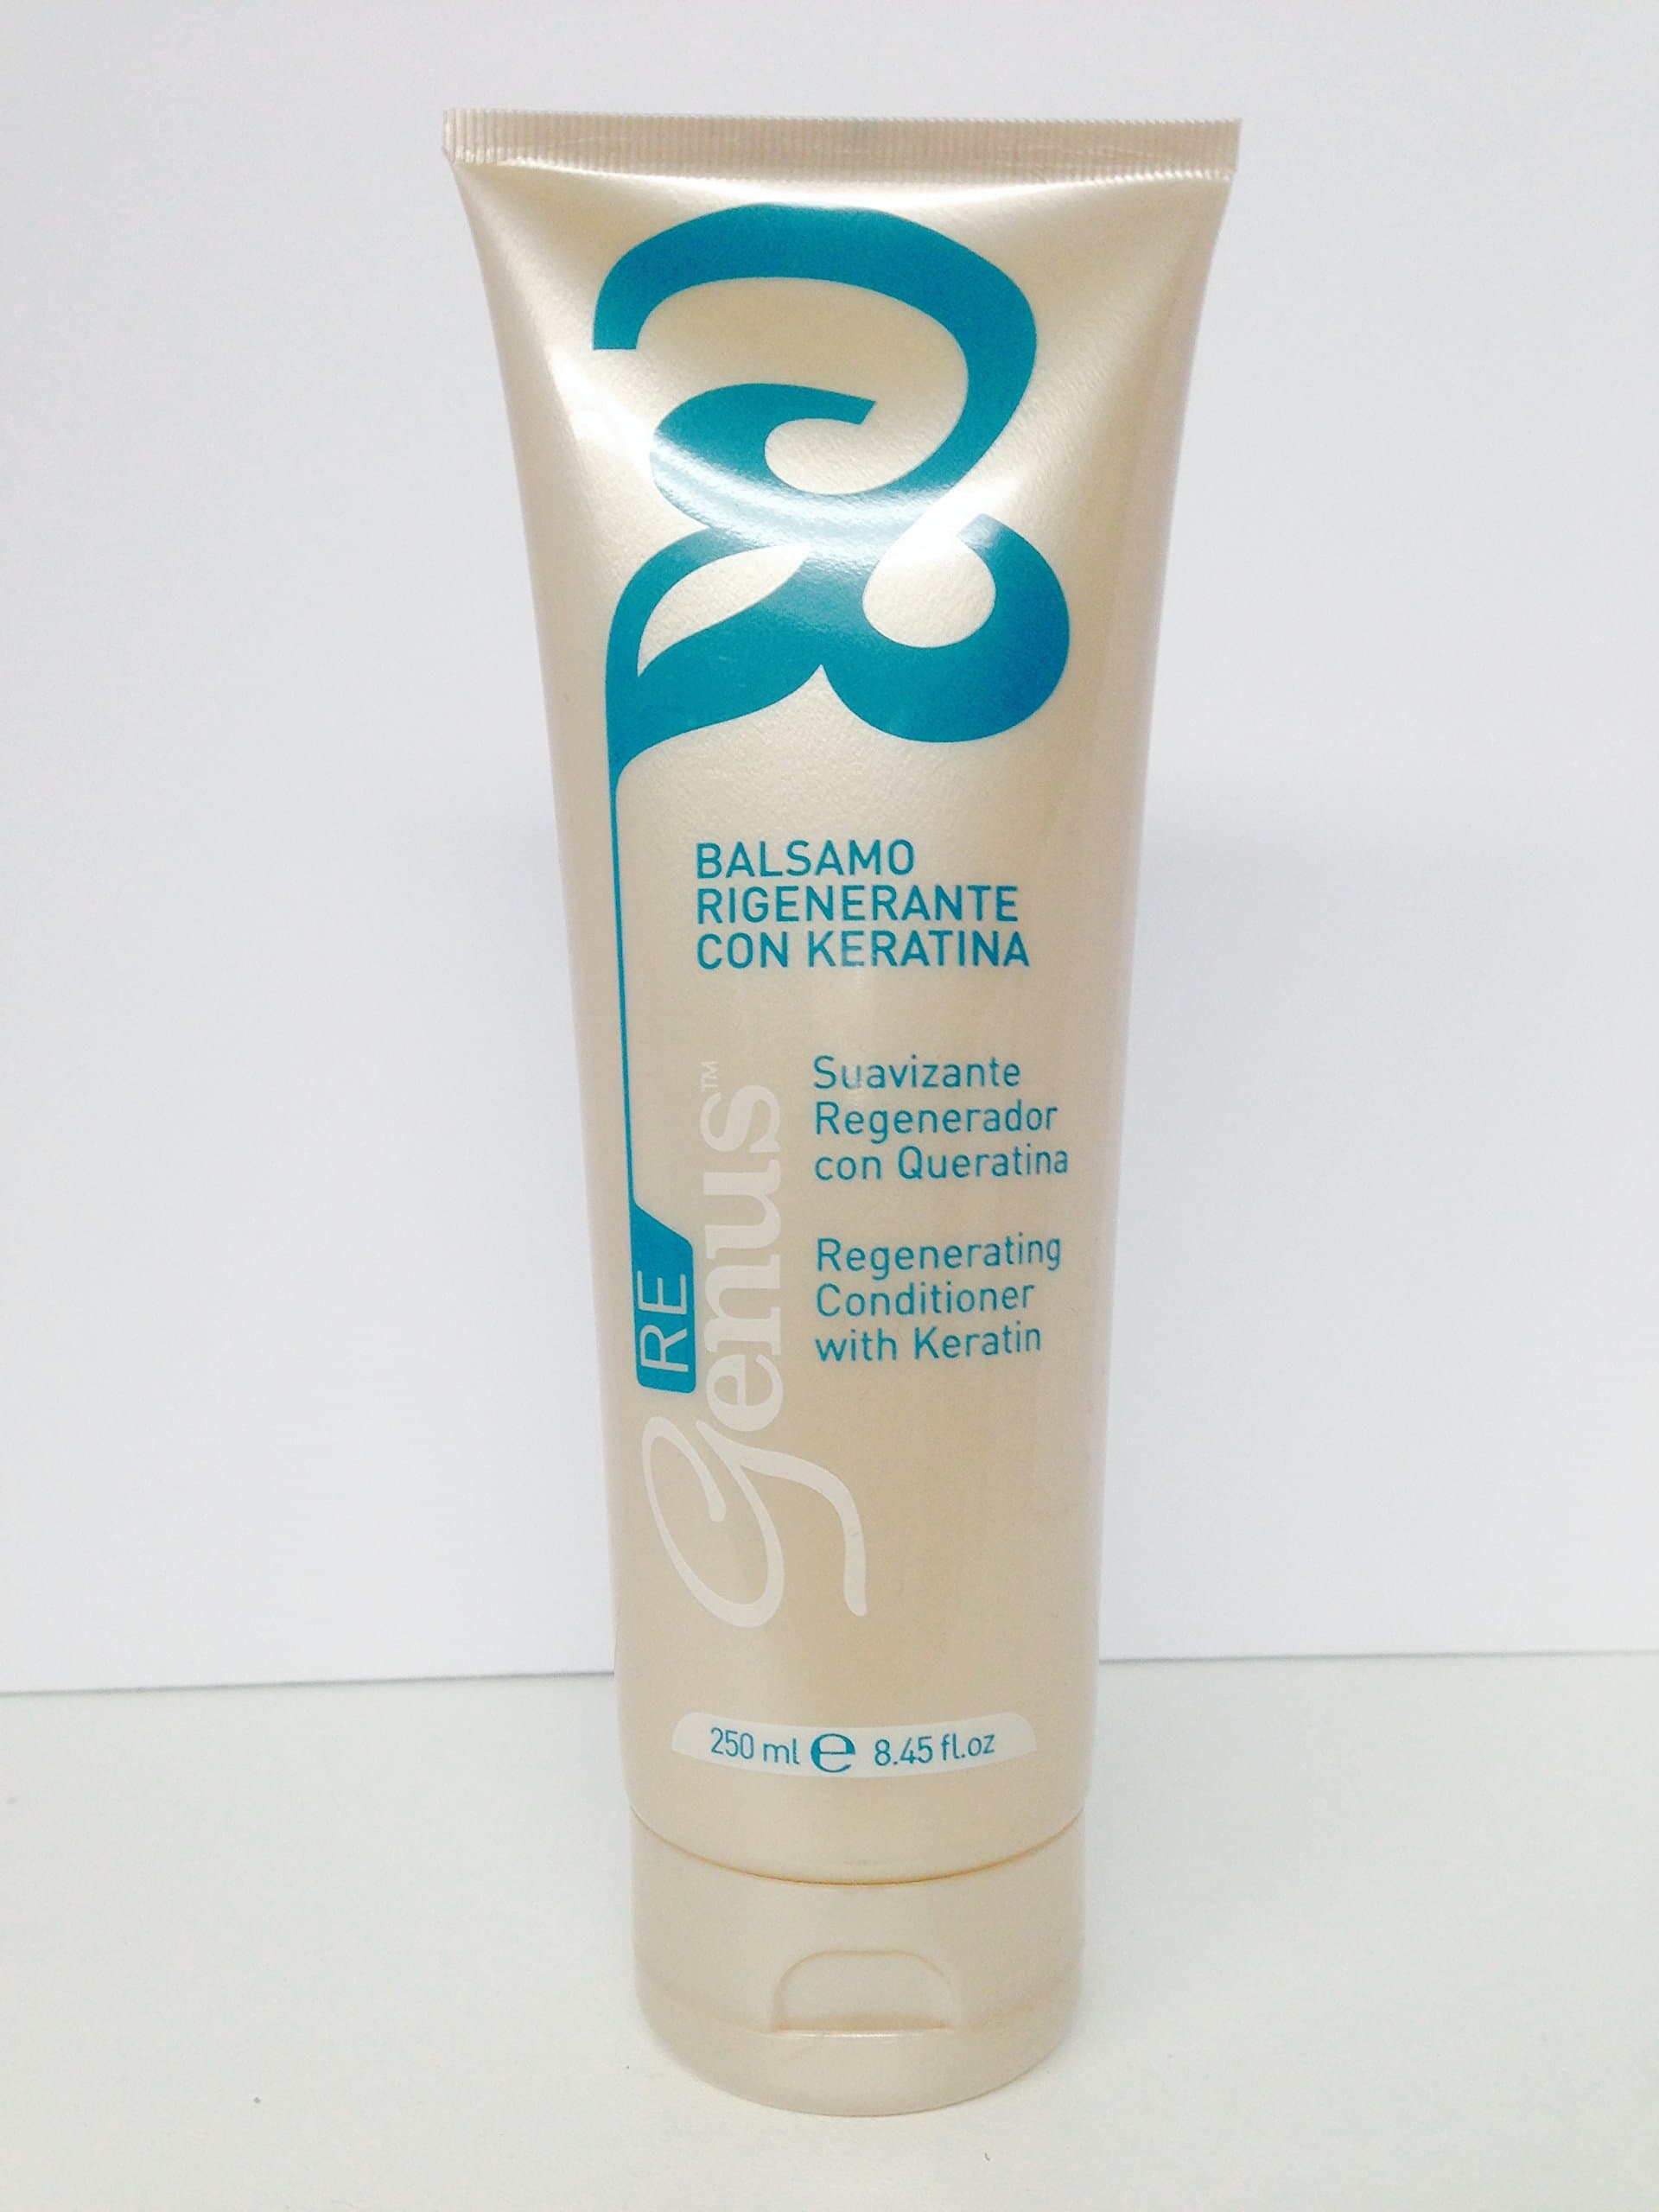 BALSAMO
RIGENERANTE
CON KERATINA
Suavizante
Regenerador
con Queratina
Regenerating
Conditioner
with Keratin
RE
Genus™
250 ml e 8.45 fl.oz